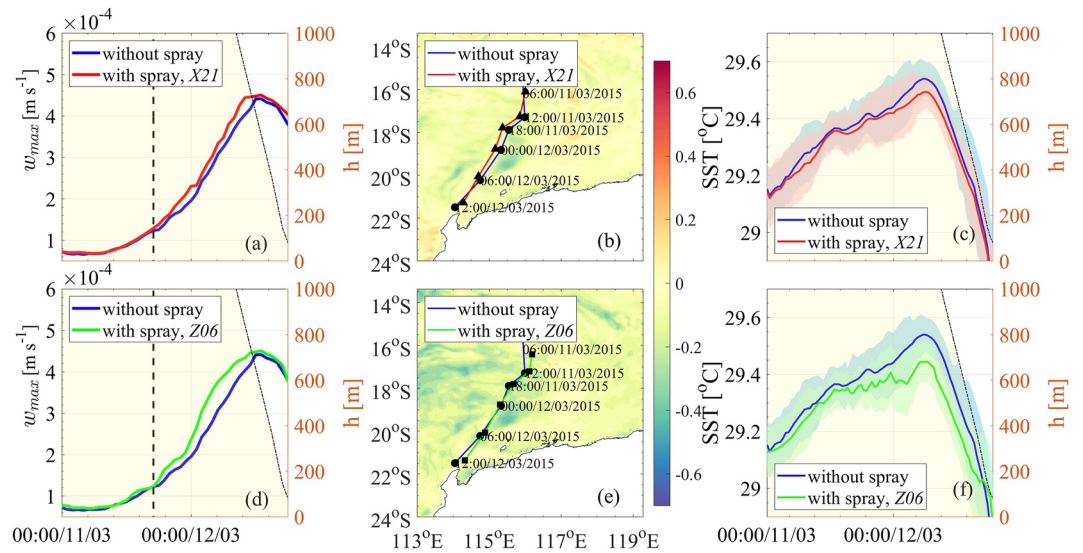 ×10⁻⁴
6
5
4
3
2
1
w_max [m s⁻¹]
without spray
with spray, X21
(a)
1000
800
600
400
200
0
h [m]
14°S
16°S
18°S
20°S
22°S
24°S
without spray
with spray, X21
06:00/11/03/2015
12:00/11/03/2015
18:00/11/03/2015
00:00/12/03/2015
06:00/12/03/2015
12:00/12/03/2015
(b)
0.6
0.4
0.2
0
-0.2
-0.4
-0.6
29.6
29.4
29.2
29
SST [°C]
without spray
with spray, X21
(c)
1000
800
600
400
200
0
h [m]
×10⁻⁴
6
5
4
3
2
1
w_max [m s⁻¹]
without spray
with spray, Z06
(d)
00:00/11/03
00:00/12/03
1000
800
600
400
200
0
h [m]
14°S
16°S
18°S
20°S
22°S
24°S
without spray
with spray, Z06
06:00/11/03/2015
12:00/11/03/2015
18:00/11/03/2015
00:00/12/03/2015
06:00/12/03/2015
12:00/12/03/2015
(e)
113°E
115°E
117°E
119°E
29.6
29.4
29.2
29
SST [°C]
without spray
with spray, Z06
(f)
00:00/11/03
00:00/12/03
1000
800
600
400
200
0
h [m]